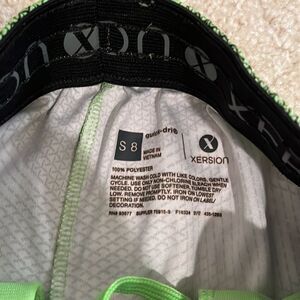 XERSION
S 8
quick-dri®
MADE IN
VIETNAM
XERSION
100% POLYESTER
MACHINE WASH COLD WITH LIKE COLORS, GENTLE
CYCLE. USE ONLY NON-CHLORINE BLEACH WHEN
NEEDED. DO NOT USE SOFTENER, TUMBLE DRY
LOW. REMOVE PROMPTLY. IRON ON LOWEST
SETTING IF NEEDED. DO NOT IRON ON LABEL/
DECORATION.
SUPPLIER